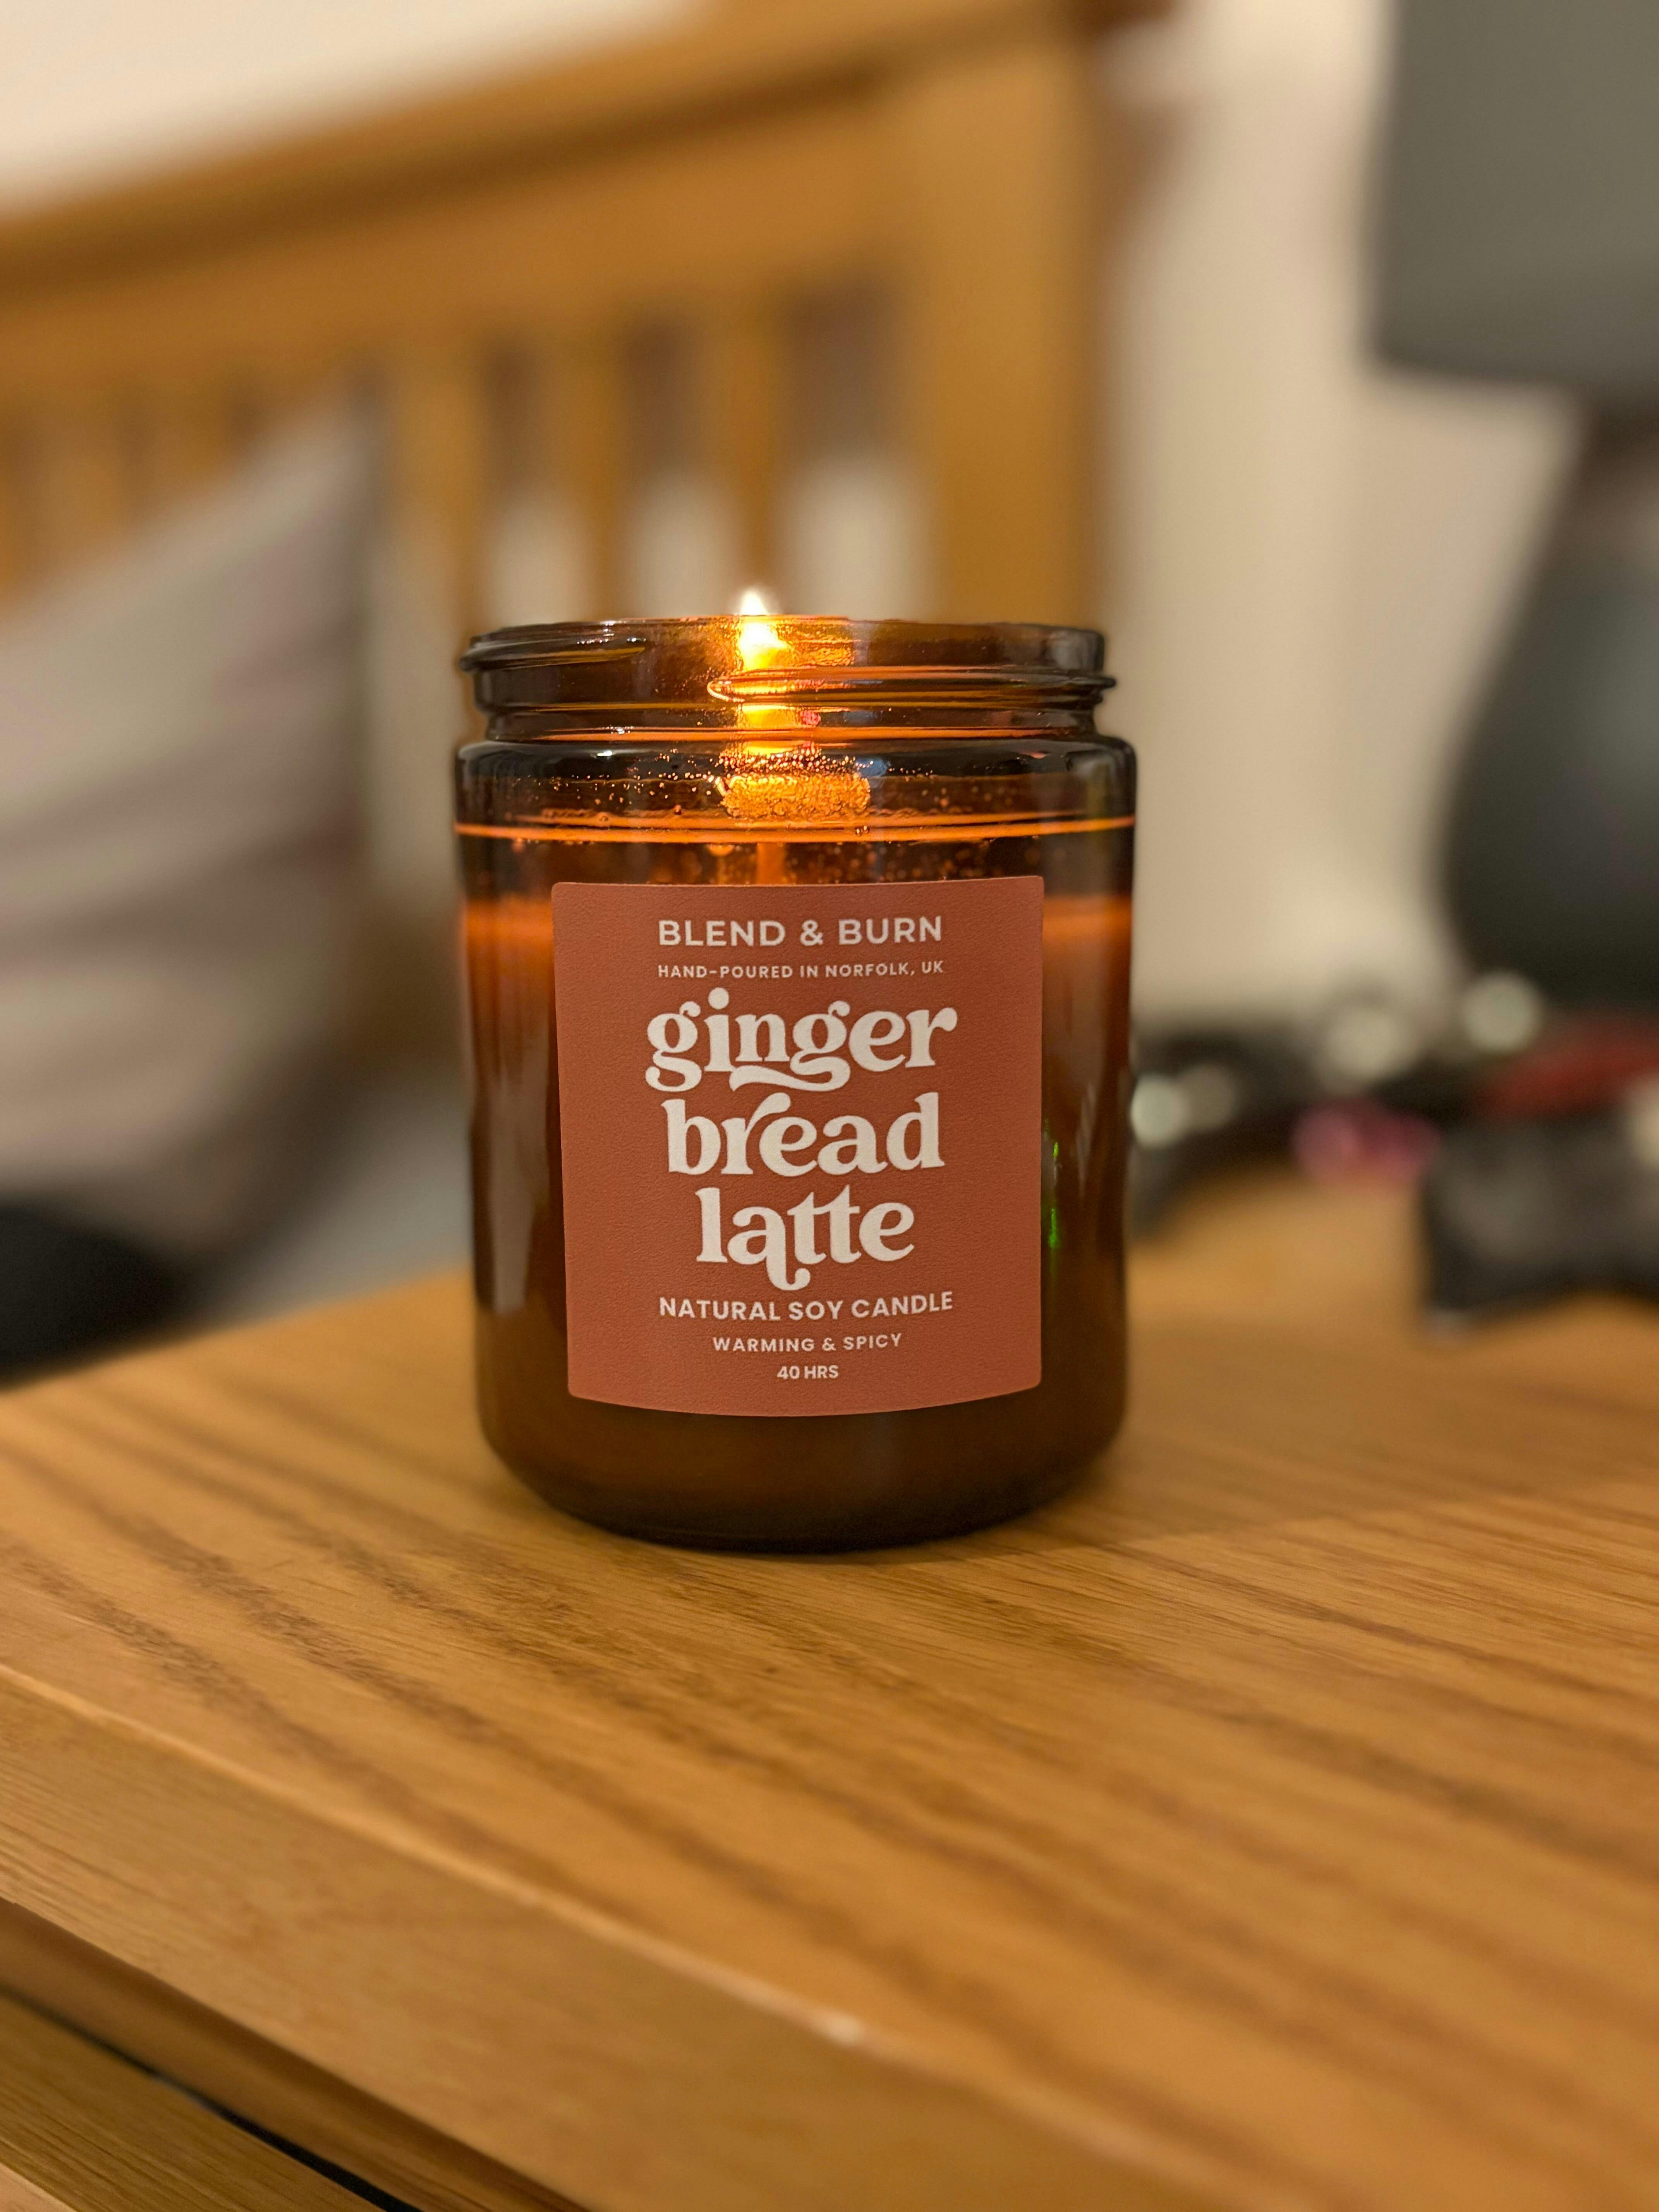 BLEND & BURN
HAND-POURED IN NORFOLK, UK
ginger
bread
latte
NATURAL SOY CANDLE
WARMING & SPICY
40 HRS